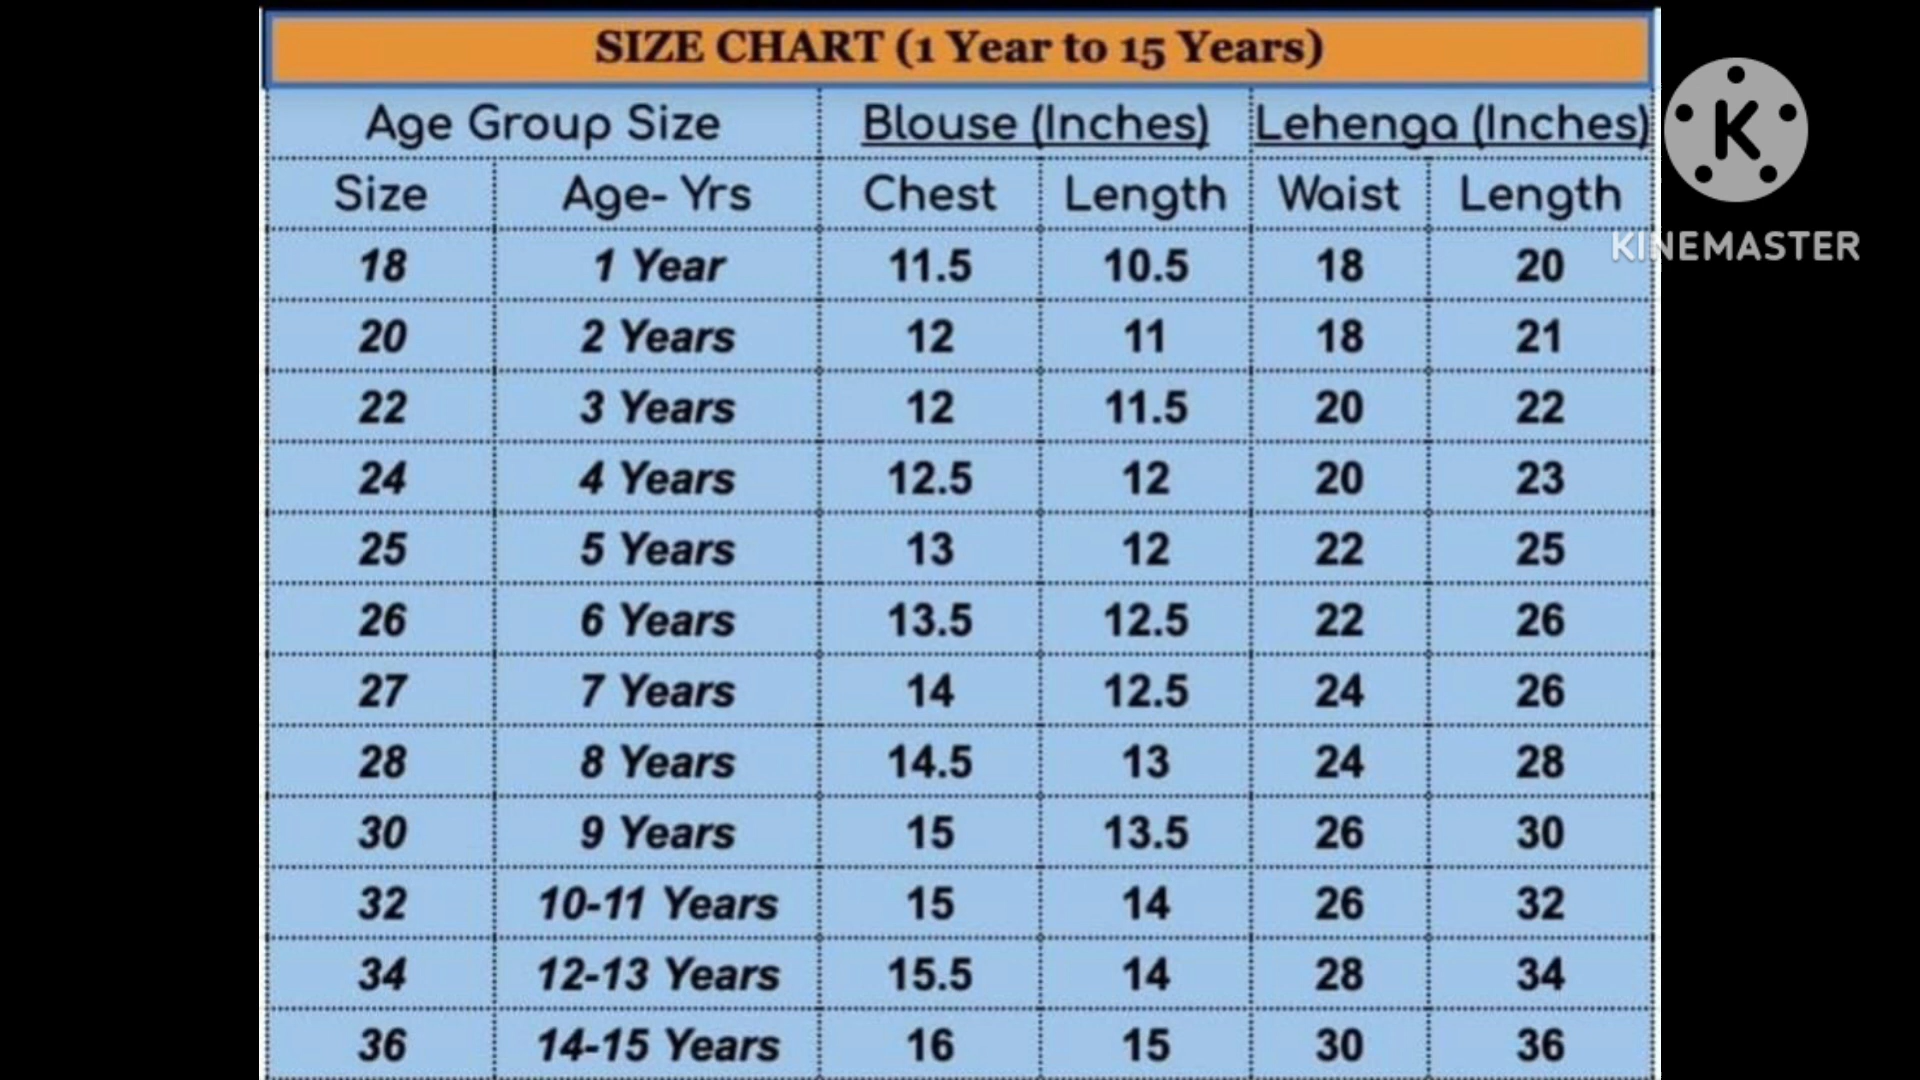 SIZE CHART (1 Year to 15 Years)
Age Group Size Blouse (Inches) Lehenga (Inches)
Size Age- Yrs Chest Length Waist Length
18 1 Year 11.5 10.5 18 20
20 2 Years 12 11 18 21
22 3 Years 12 11.5 20 22
24 4 Years 12.5 12 20 23
25 5 Years 13 12 22 25
26 6 Years 13.5 12.5 22 26
27 7 Years 14 12.5 24 26
28 8 Years 14.5 13 24 28
30 9 Years 15 13.5 26 30
32 10-11 Years 15 14 26 32
34 12-13 Years 15.5 14 28 34
36 14-15 Years 16 15 30 36
K
KINEMASTER